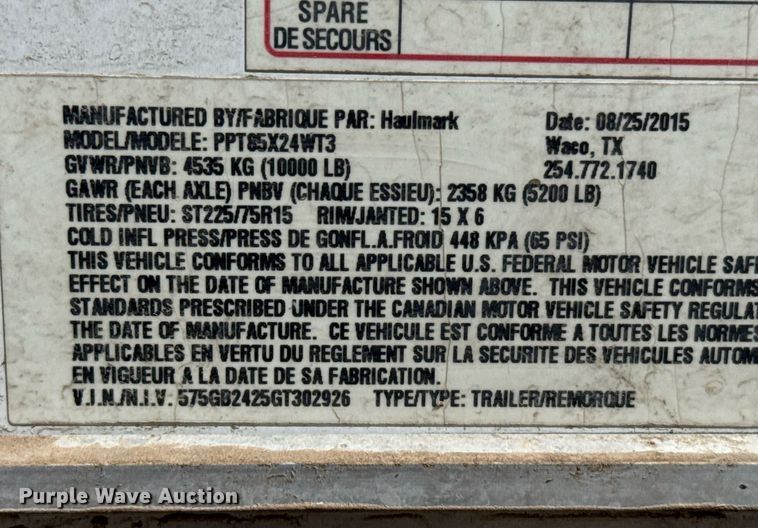 SPARE
DE SECOURS
MANUFACTURED BY/FABRIQUE PAR: Haulmark Date: 08/25/2015
MODEL/MODELE: PPT85X24WT3 Waco, TX
GVWR/PNVB: 4535 KG (10000 LB) 254.772.1740
GAWR (EACH AXLE) PNBV (CHAQUE ESSIEU): 2358 KG (5200 LB)
TIRES/PNEU: ST225/75R15 RIM/JANTED: 15 X 6
COLD INFL PRESS/PRESS DE GONFL.A.FROID 448 KPA (65 PSI)
THIS VEHICLE CONFORMS TO ALL APPLICABLE U.S. FEDERAL MOTOR VEHICLE SAF
EFFECT ON THE DATE OF MANUFACTURE SHOWN ABOVE. THIS VEHICLE CONFORMS
STANDARDS PRESCRIBED UNDER THE CANADIAN MOTOR VEHICLE SAFETY REGULAT
THE DATE OF MANUFACTURE. CE VEHICULE EST CONFORME A TOUTES LES NORMES
APPLICABLES EN VERTU DU REGLEMENT SUR LA SECURITE DES VEHICULES AUTOM
EN VIGUEUR A LA DATE DE SA FABRICATION.
V.I.N./N.I.V. 575GB2425GT302926 TYPE/TYPE: TRAILER/REMORQUE
Purple Wave Auction